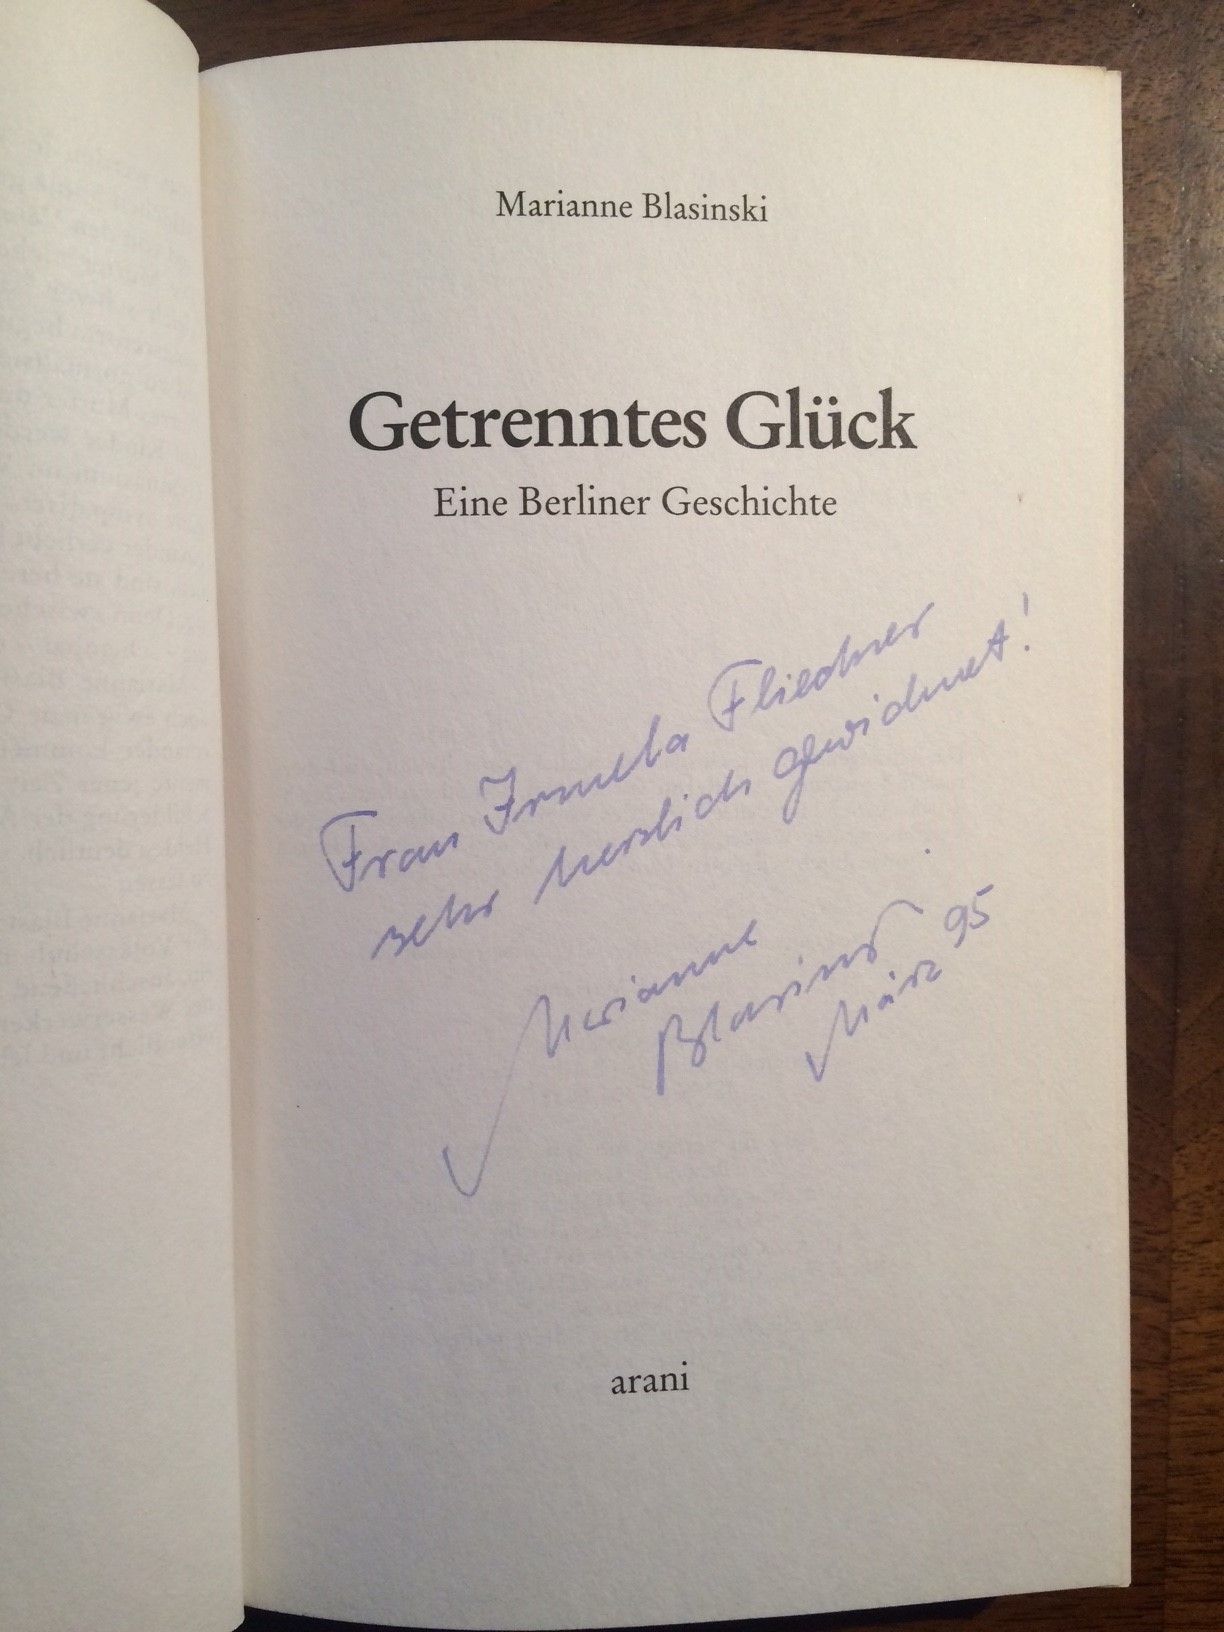 Marianne Blasinski
Getrenntes Glück
Eine Berliner Geschichte
Frau Irmela Fliedner
sehr herzlich gewidmet!
Marianne
Blasinski
März 95
arani